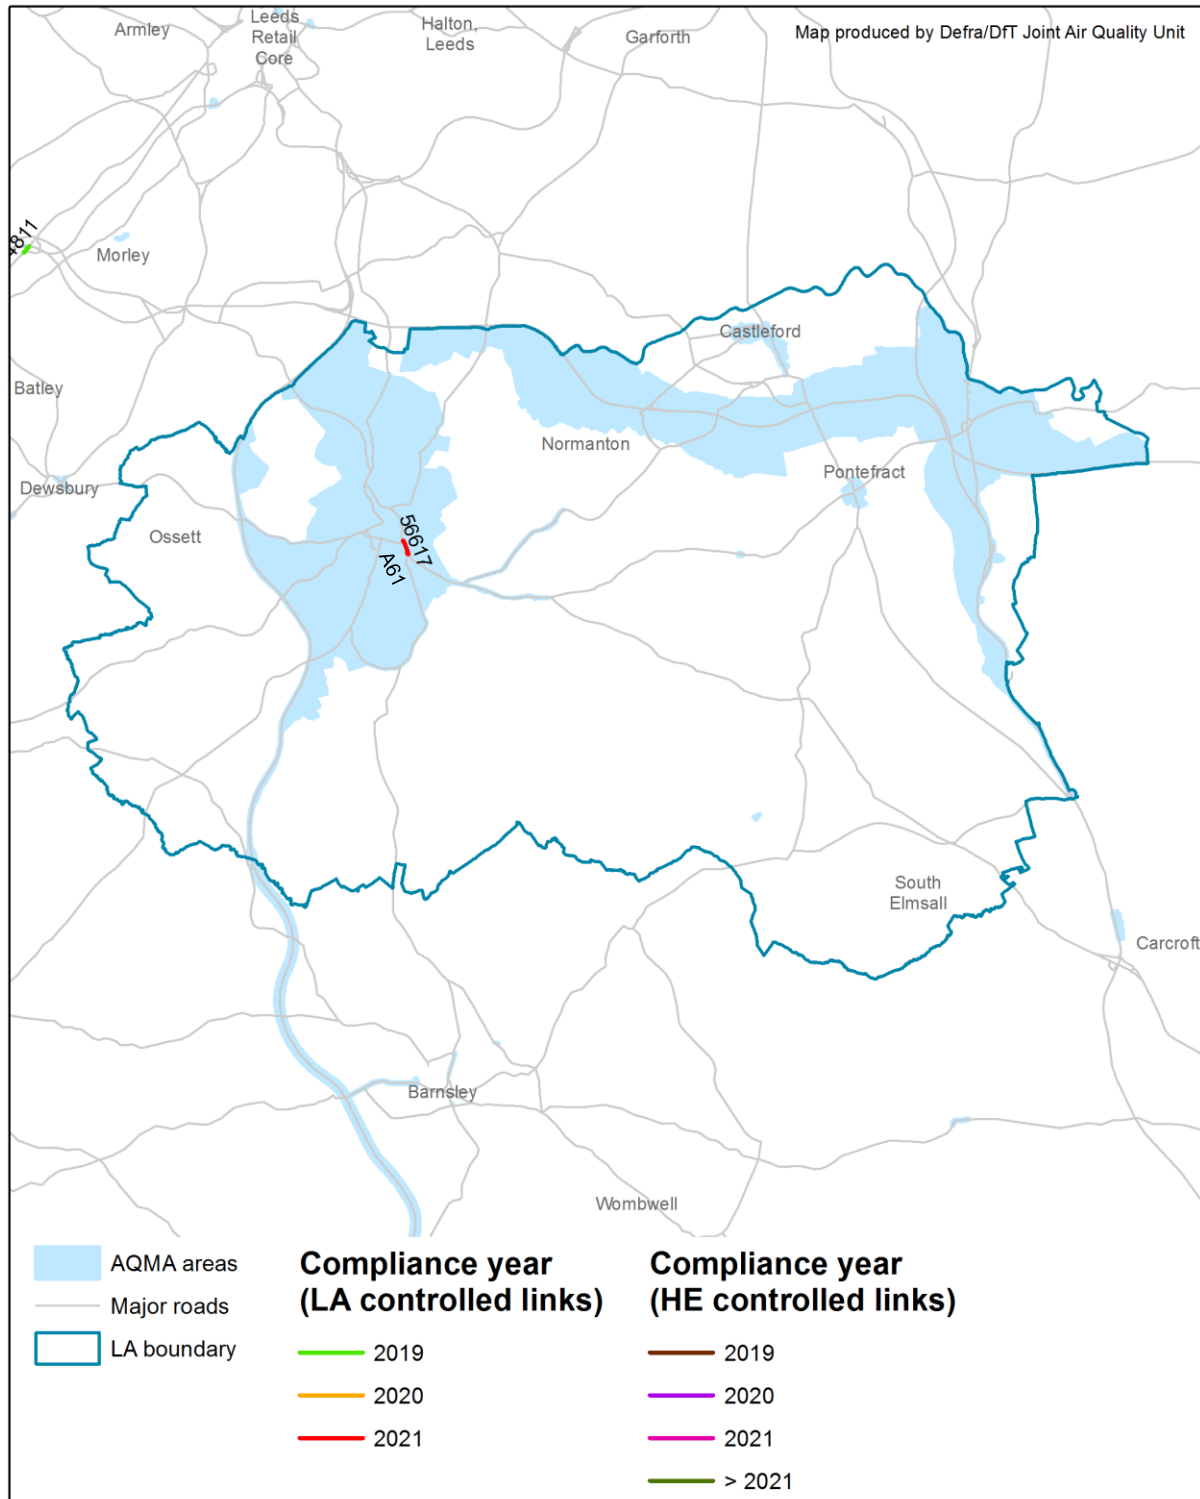 Armley
Leeds
Retail
Core
Halton,
Leeds
Garforth
Map produced by Defra/DfT Joint Air Quality Unit
4811
Morley
Castleford
Batley
Normanton
Pontefract
Dewsbury
Ossett
56617
A61
South
Elmsall
Carcroft
Barnsley
Wombwell
AQMA areas
Major roads
LA boundary
Compliance year
(LA controlled links)
2019
2020
2021
Compliance year
(HE controlled links)
2019
2020
2021
> 2021